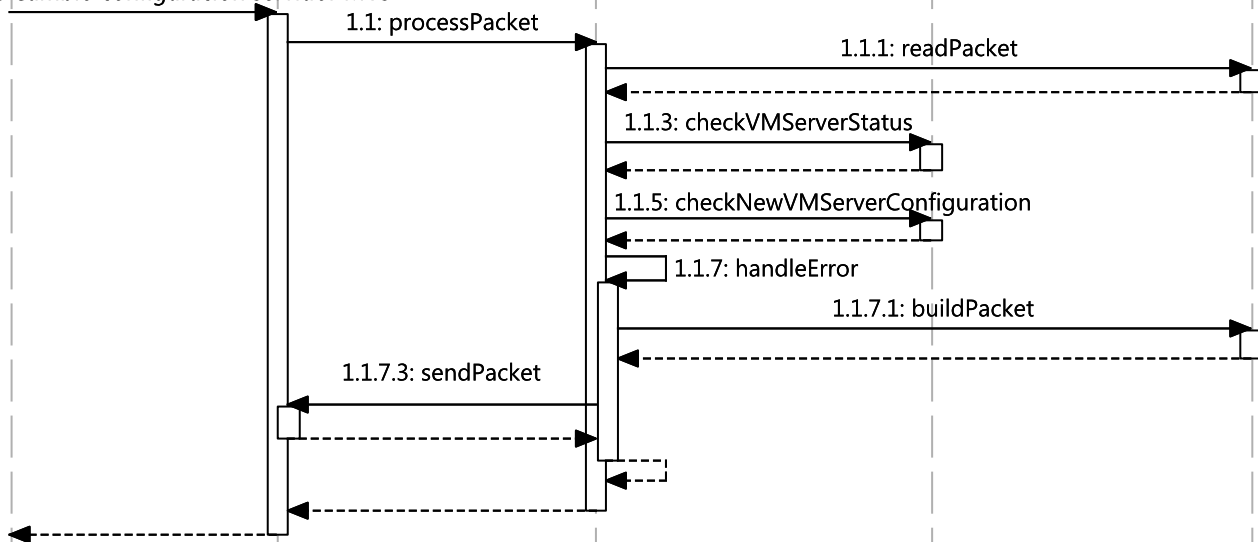 1.1: processPacket
1.1.1: readPacket
1.1.3: checkVMServerStatus
1.1.5: checkNewVMServerConfiguration
1.1.7: handleError
1.1.7.1: buildPacket
1.1.7.3: sendPacket